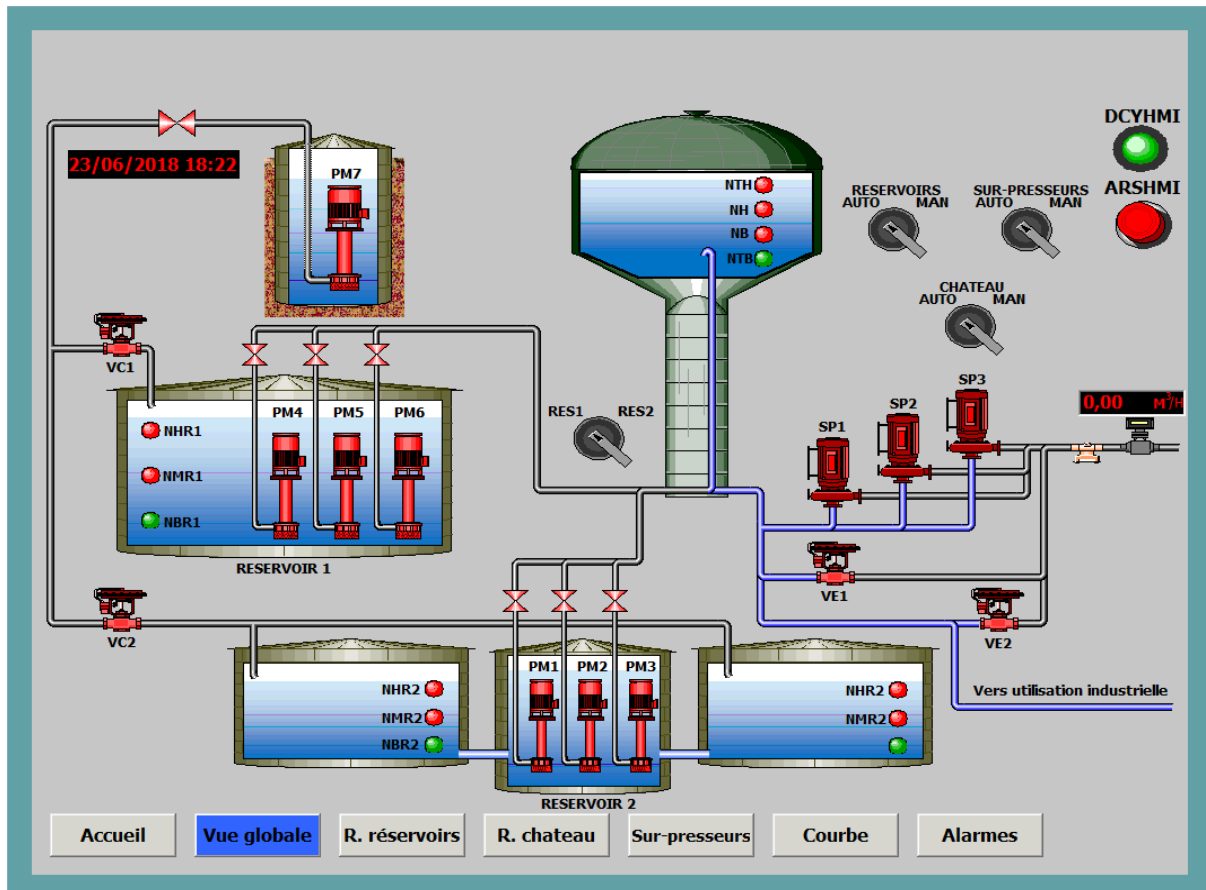 DCYHMI
23/06/2018 18:22
PM7
NTH
NH
NB
NTB
RESERVOIRS
AUTO MAN
SUR-PRESSEURS
AUTO MAN
ARSHMI
CHATEAU
AUTO MAN
VC1
PM4 PM5 PM6
NHR1
NMR1
NBR1
RESERVOIR 1
RES1 RES2
SP1
SP2
SP3
0,00 M³/H
VE1
VE2
VC2
PM1 PM2 PM3
NHR2
NMR2
NBR2
NHR2
NMR2
Vers utilisation industrielle
RESERVOIR 2
Accueil
Vue globale
R. réservoirs
R. chateau
Sur-presseurs
Courbe
Alarmes